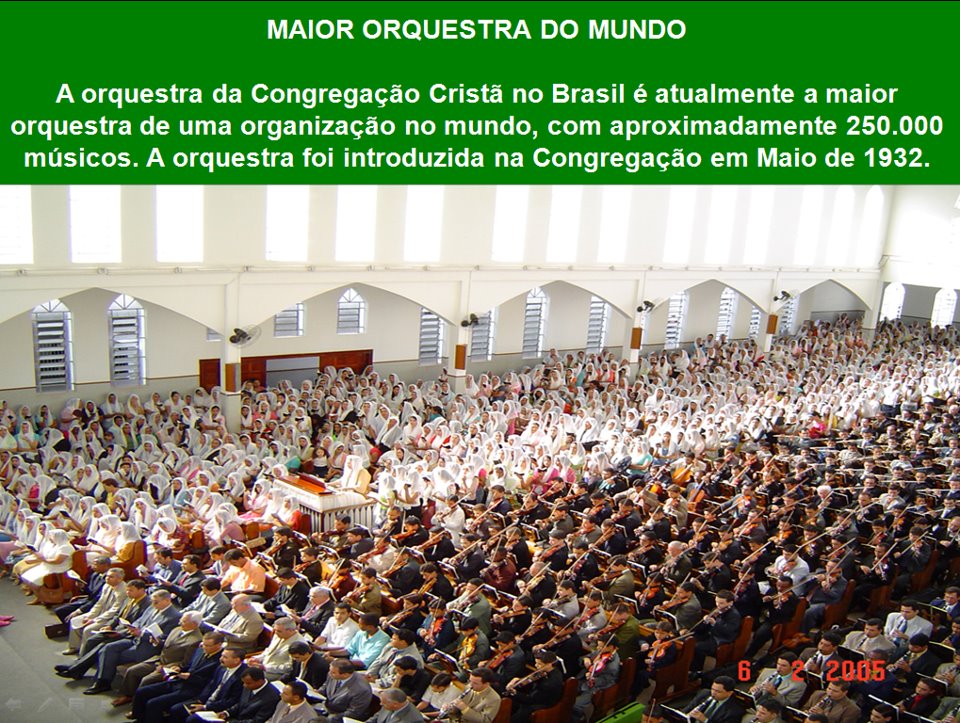 MAIOR ORQUESTRA DO MUNDO
A orquestra da Congregação Cristã no Brasil é atualmente a maior
orquestra de uma organização no mundo, com aproximadamente 250.000
músicos. A orquestra foi introduzida na Congregação em Maio de 1932.
6 2 2005